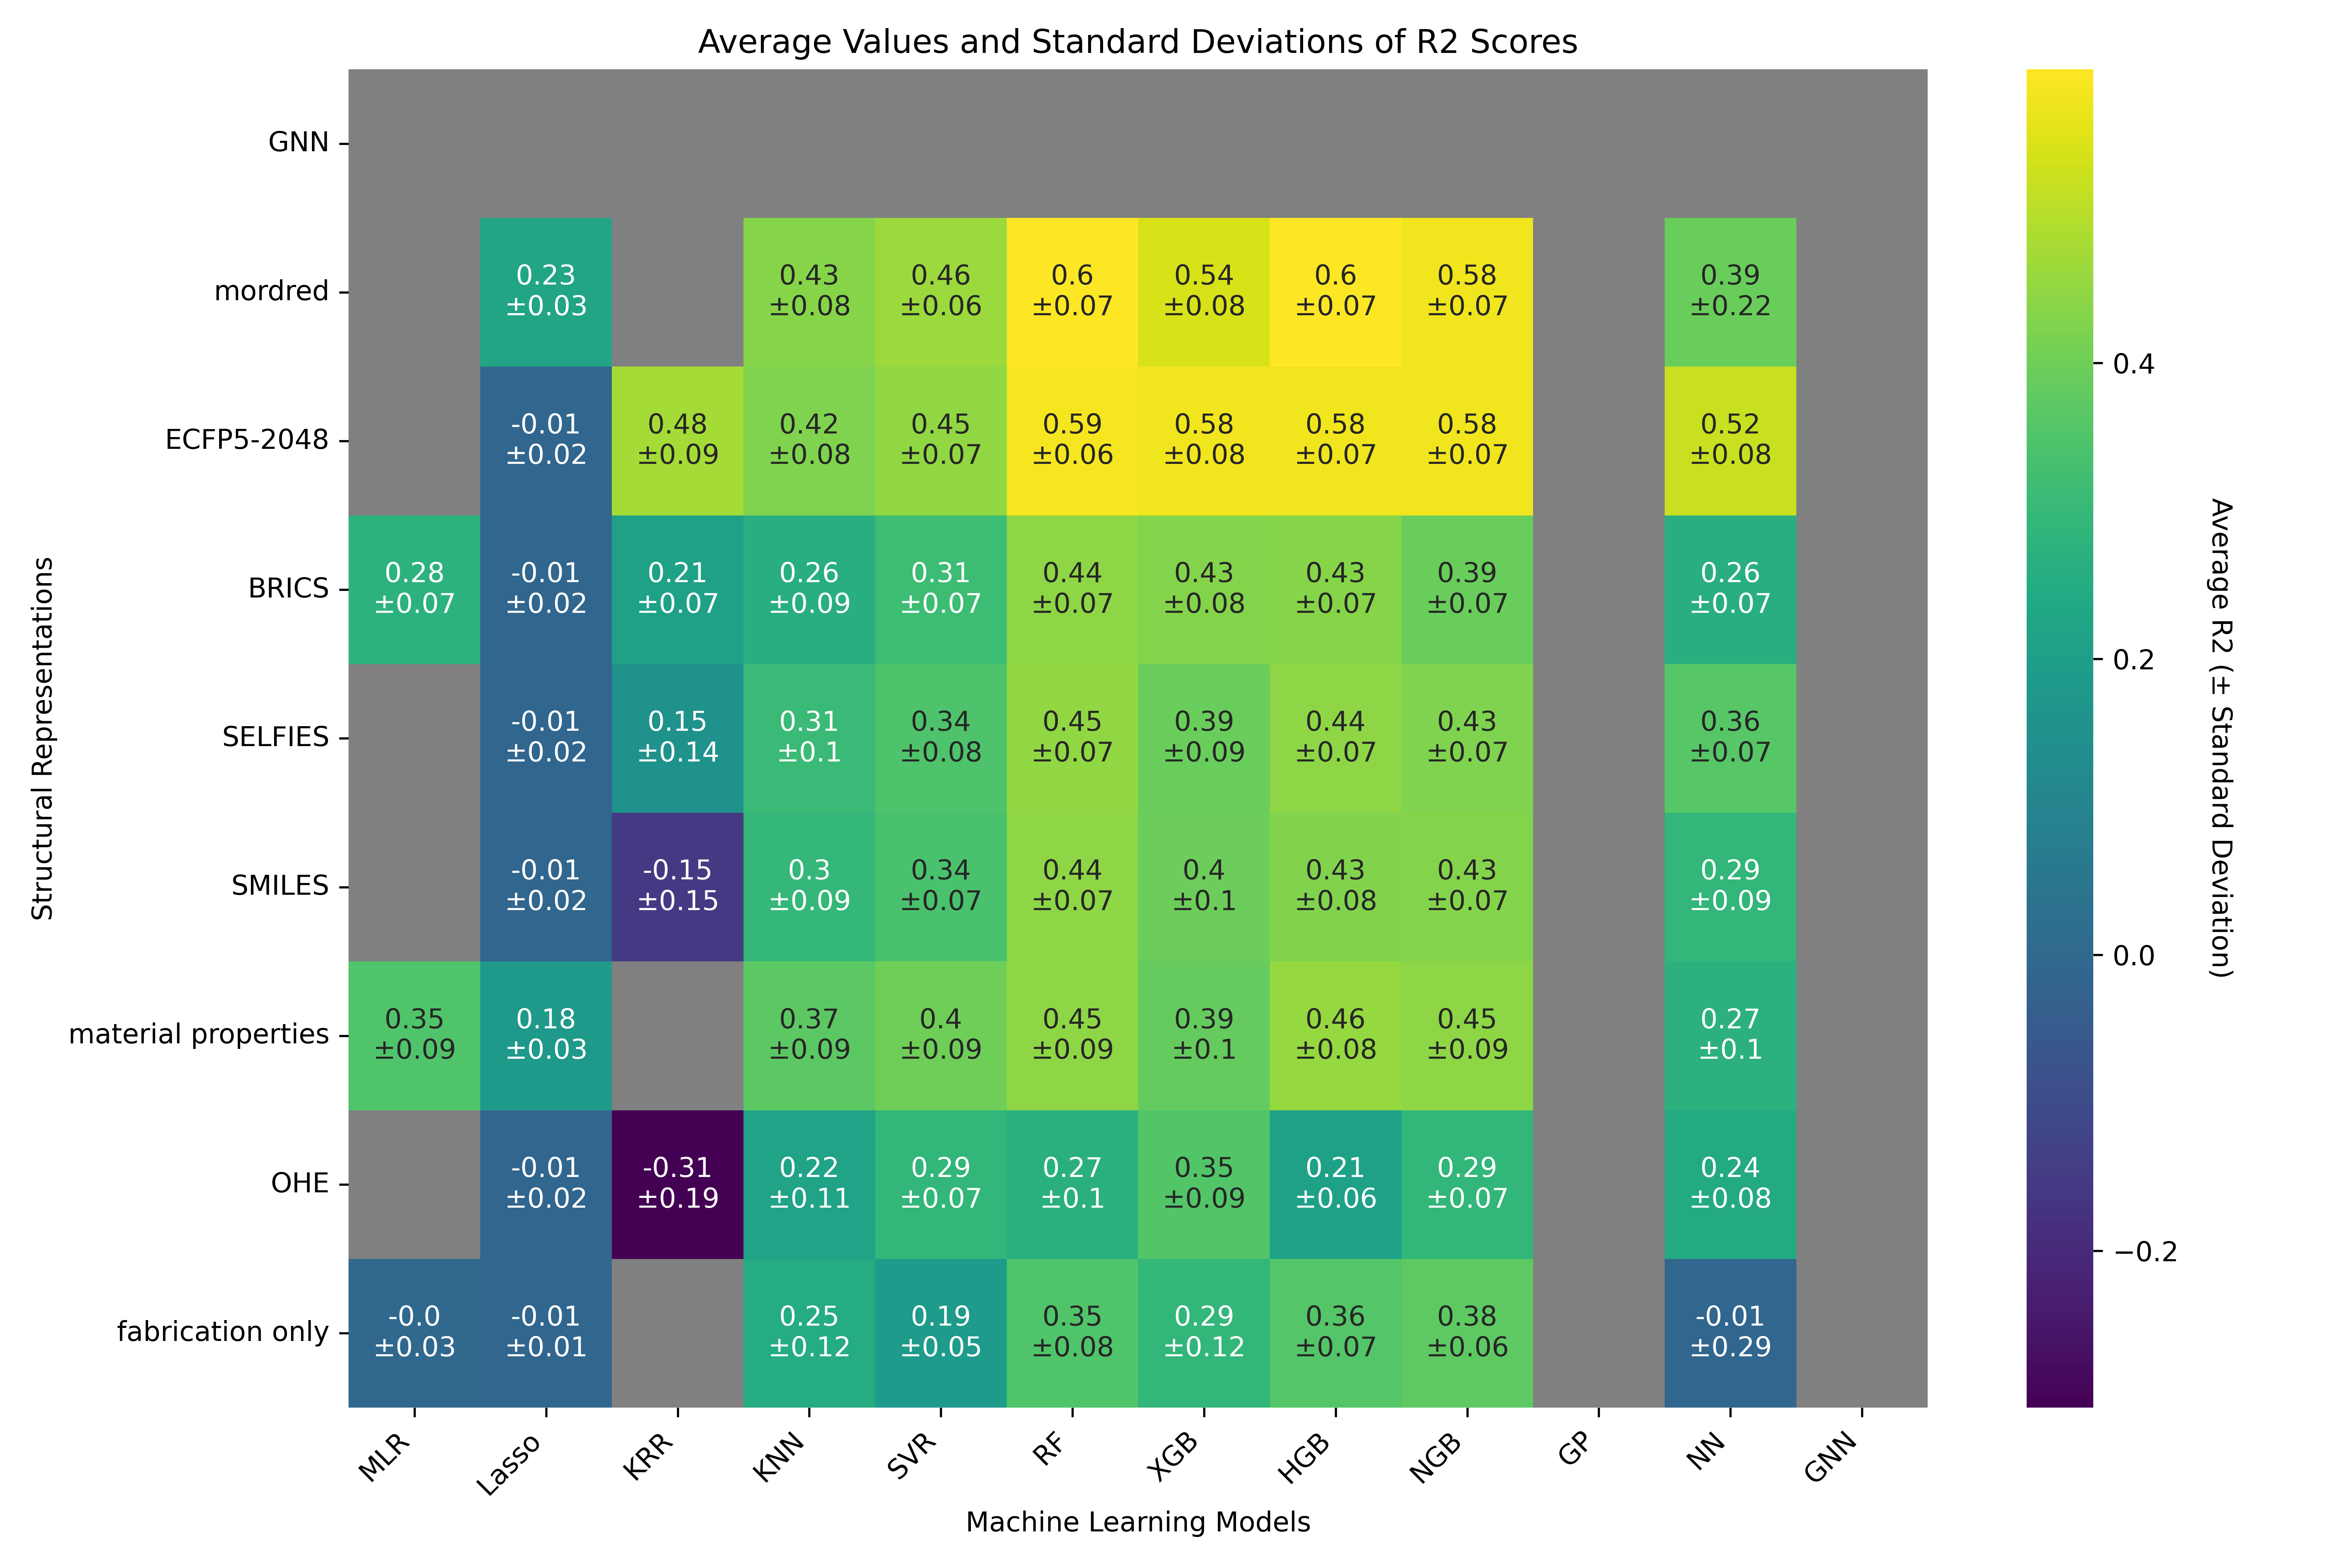 Average Values and Standard Deviations of R2 Scores
Structural Representations
GNN
mordred
0.23 0.43 0.46 0.6 0.54 0.6 0.58 0.39
±0.03 ±0.08 ±0.06 ±0.07 ±0.08 ±0.07 ±0.07 ±0.22
ECFP5-2048
-0.01 0.48 0.42 0.45 0.59 0.58 0.58 0.58 0.52
±0.02 ±0.09 ±0.08 ±0.07 ±0.06 ±0.08 ±0.07 ±0.07 ±0.08
BRICS
0.28 -0.01 0.21 0.26 0.31 0.44 0.43 0.43 0.39 0.26
±0.07 ±0.02 ±0.07 ±0.09 ±0.07 ±0.07 ±0.08 ±0.07 ±0.07 ±0.07
SELFIES
-0.01 0.15 0.31 0.34 0.45 0.39 0.44 0.43 0.36
±0.02 ±0.14 ±0.1 ±0.08 ±0.07 ±0.09 ±0.07 ±0.07 ±0.07
SMILES
-0.01 -0.15 0.3 0.34 0.44 0.4 0.43 0.43 0.29
±0.02 ±0.15 ±0.09 ±0.07 ±0.07 ±0.1 ±0.08 ±0.07 ±0.09
material properties
0.35 0.18 0.37 0.4 0.45 0.39 0.46 0.45 0.27
±0.09 ±0.03 ±0.09 ±0.09 ±0.09 ±0.1 ±0.08 ±0.09 ±0.1
OHE
-0.01 -0.31 0.22 0.29 0.27 0.35 0.21 0.29 0.24
±0.02 ±0.19 ±0.11 ±0.07 ±0.1 ±0.09 ±0.06 ±0.07 ±0.08
fabrication only
-0.0 -0.01 0.25 0.19 0.35 0.29 0.36 0.38 -0.01
±0.03 ±0.01 ±0.12 ±0.05 ±0.08 ±0.12 ±0.07 ±0.06 ±0.29
MLR Lasso KRR KNN SVR RF XGB HGB NGB GP NN GNN
Machine Learning Models
0.4
0.2
0.0
−0.2
Average R2 (± Standard Deviation)